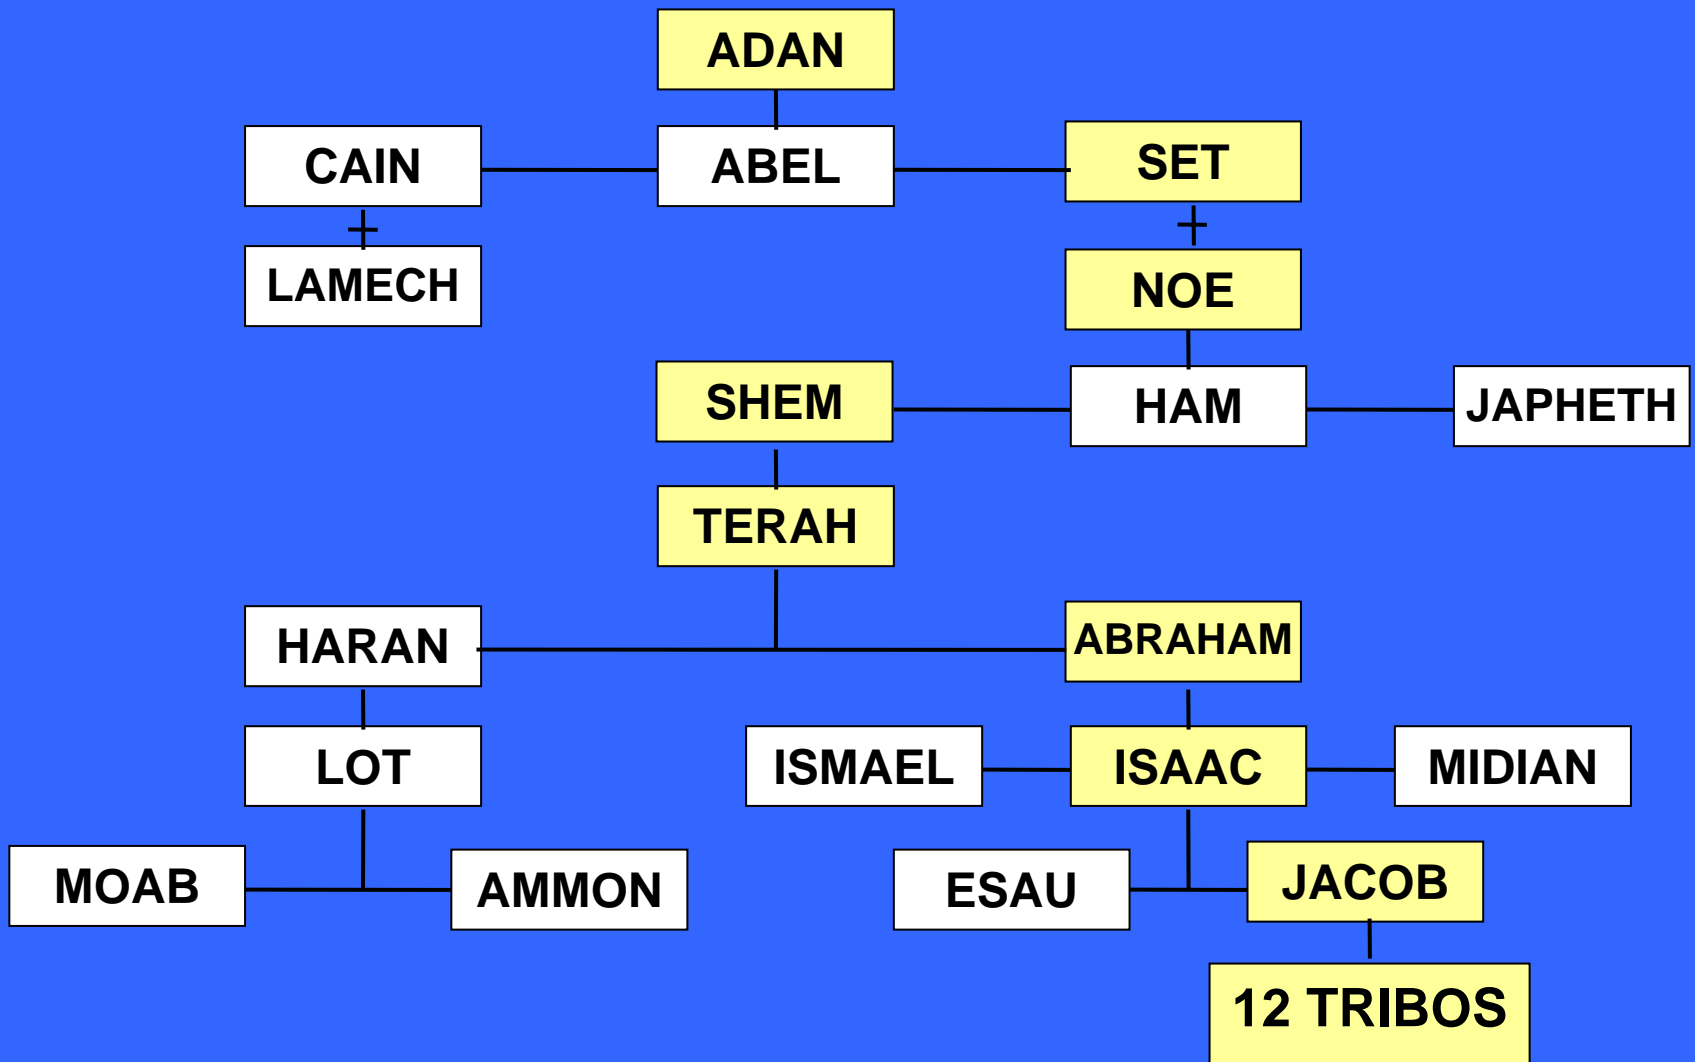 ADAN
CAIN
ABEL
SET
LAMECH
NOE
SHEM
HAM
JAPHETH
TERAH
HARAN
ABRAHAM
LOT
ISMAEL
ISAAC
MIDIAN
MOAB
AMMON
ESAU
JACOB
12 TRIBOS